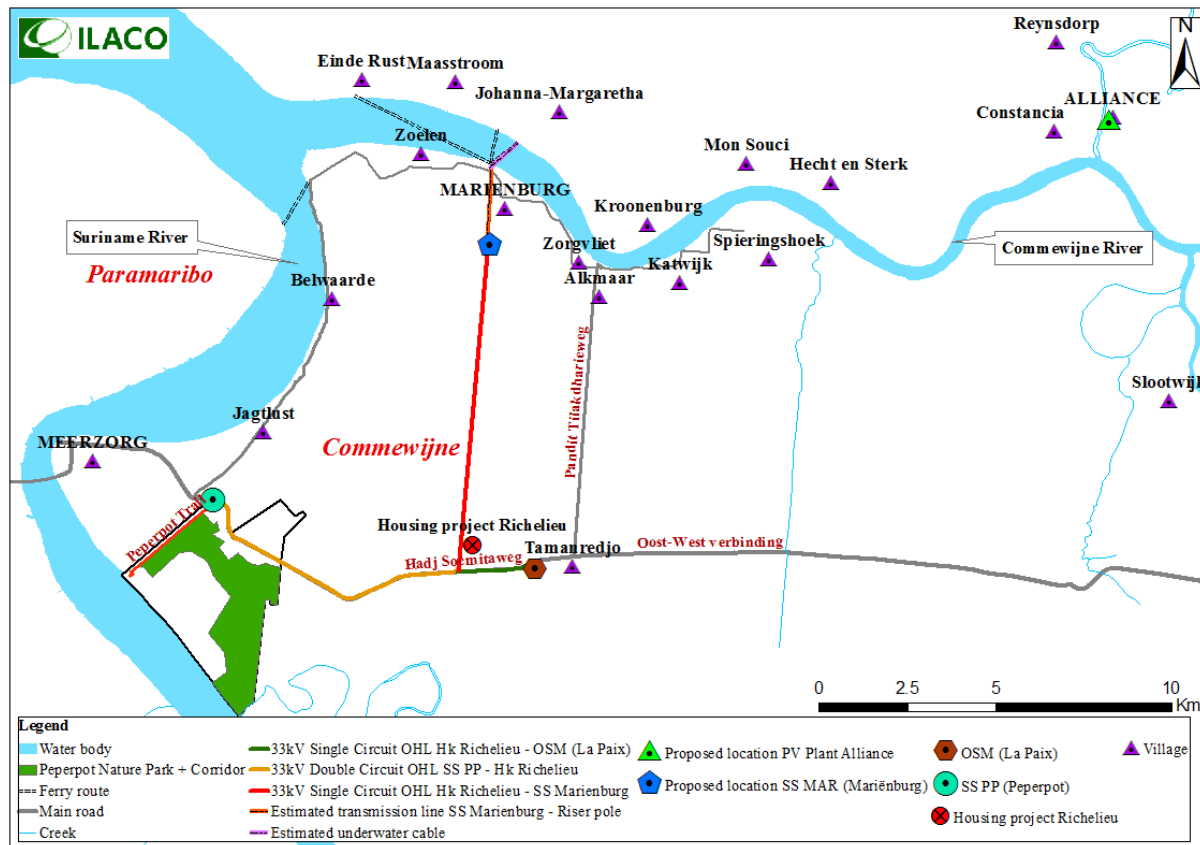 ILACO
N
Reynsdorp
Einde Rust
Maasstroom
Johanna-Margaretha
ALLIANCE
Constancia
Zoelen
Mon Souci
Hecht en Sterk
MARIENBURG
Kroonenburg
Suriname River
Zorgvliet
Spieringshoek
Commewijne River
Paramaribo
Katwijk
Belwaarde
Alkmaar
Pandit Tilakdharieweg
Slootwijk
Jagtlust
Commewijne
MEERZORG
Peperpot Trail
Housing project Richelieu
Oost-West verbinding
Hadj Soemitaweg
Tamanredjo
0 2.5 5 10
Km
Legend
Water body
Peperpot Nature Park + Corridor
Ferry route
Main road
Creek
33kV Single Circuit OHL Hk Richelieu - OSM (La Paix)
33kV Double Circuit OHL SS PP - Hk Richelieu
33kV Single Circuit OHL Hk Richelieu - SS Marienburg
Estimated transmission line SS Marienburg - Riser pole
Estimated underwater cable
Proposed location PV Plant Alliance
Proposed location SS MAR (Mariënburg)
OSM (La Paix)
SS PP (Peperpot)
Housing project Richelieu
Village